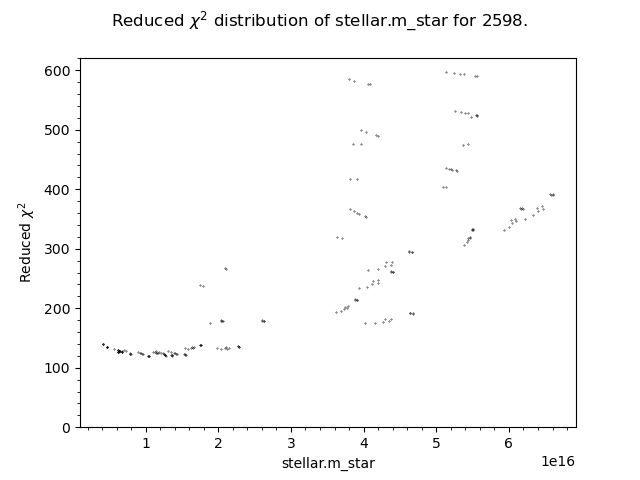 Reduced χ² distribution of stellar.m_star for 2598.
600
500
400
300
200
100
0
Reduced χ²
1 2 3 4 5 6
1e16
stellar.m_star